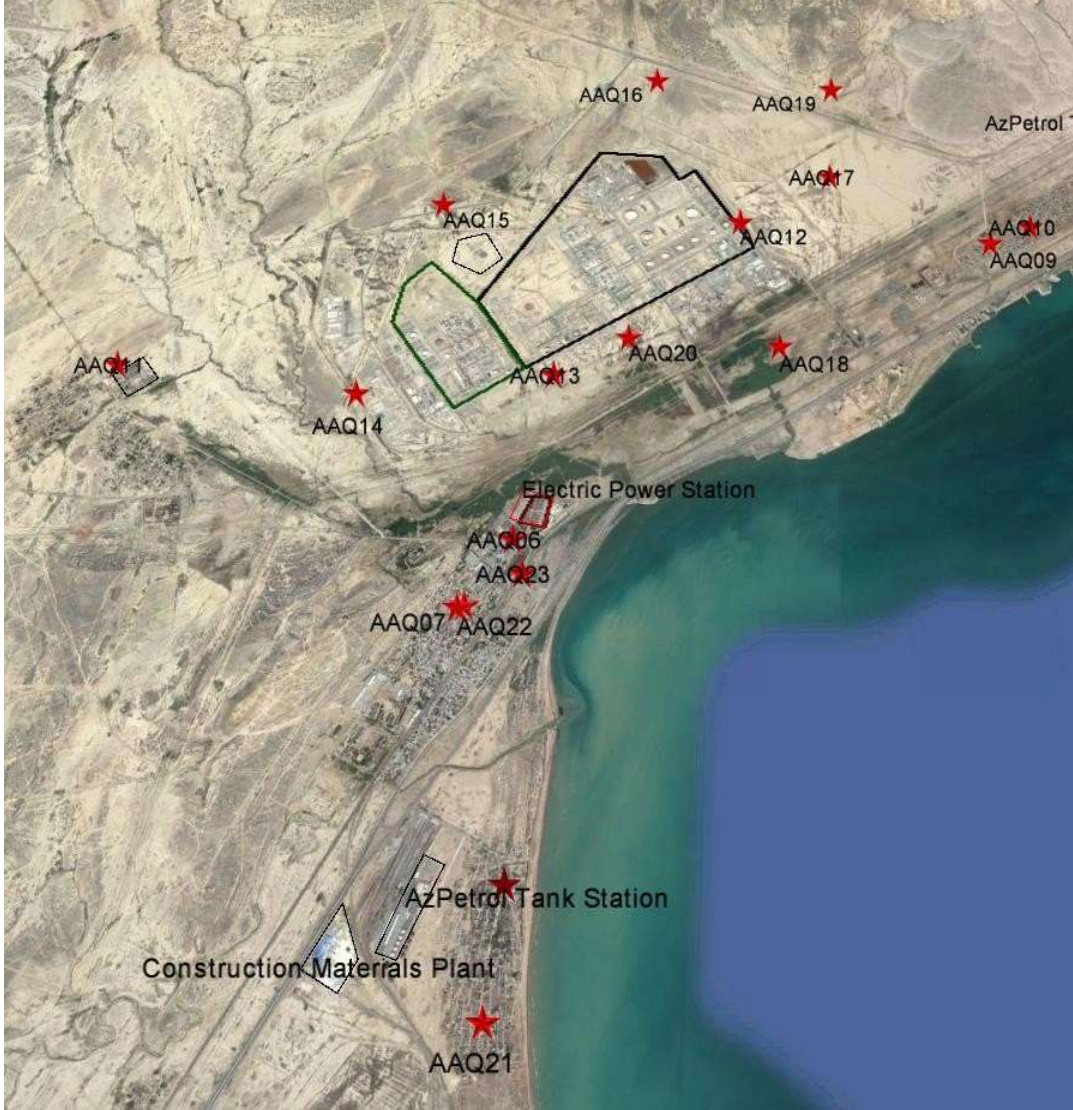 AAQ16
AAQ19
AzPetrol T
AAQ17
AAQ15
AAQ12
AAQ10
AAQ09
AAQ20
AAQ18
AAQ11
AAQ13
AAQ14
Electric Power Station
AAQ06
AAQ23
AAQ07
AAQ22
AzPetrol Tank Station
Construction Materials Plant
AAQ21